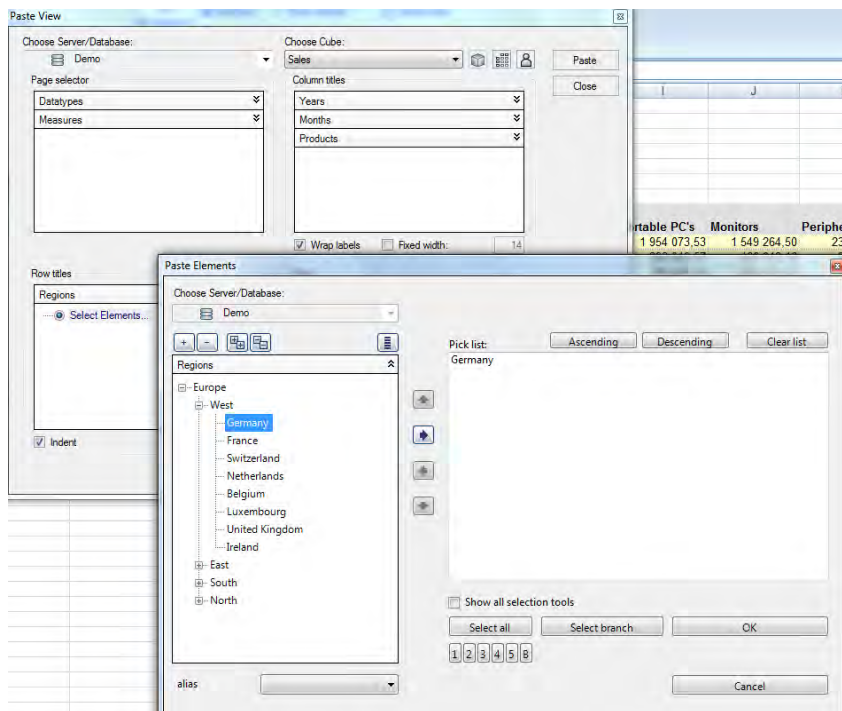 Paste View
Choose Server/Database:
Choose Cube:
Demo
Sales
Paste
Close
Page selector
Column titles
Datatypes
Measures
Years
Months
Products
I
J
Wrap labels
Fixed width:
14
rtable PC's
Monitors
Periphe
1 954 073,53
1 549 264,50
23
Row titles
Regions
Select Elements...
Indent
Paste Elements
Choose Server/Database:
Demo
+
-
Pick list:
Ascending
Descending
Clear list
Regions
Germany
Europe
West
Germany
France
Switzerland
Netherlands
Belgium
Luxembourg
United Kingdom
Ireland
East
South
North
Show all selection tools
Select all
Select branch
OK
1 2 3 4 5 B
alias
Cancel